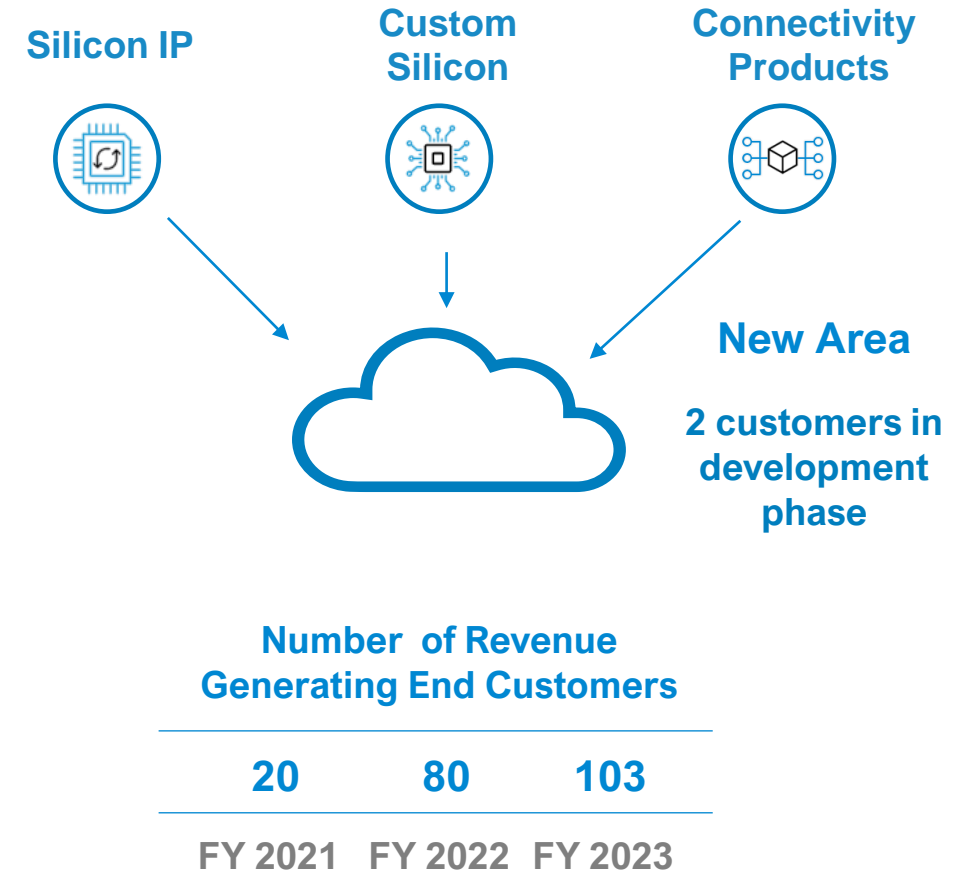 Silicon IP
Custom
Silicon
Connectivity
Products
New Area
2 customers in
development
phase
Number of Revenue
Generating End Customers
20 80 103
FY 2021 FY 2022 FY 2023